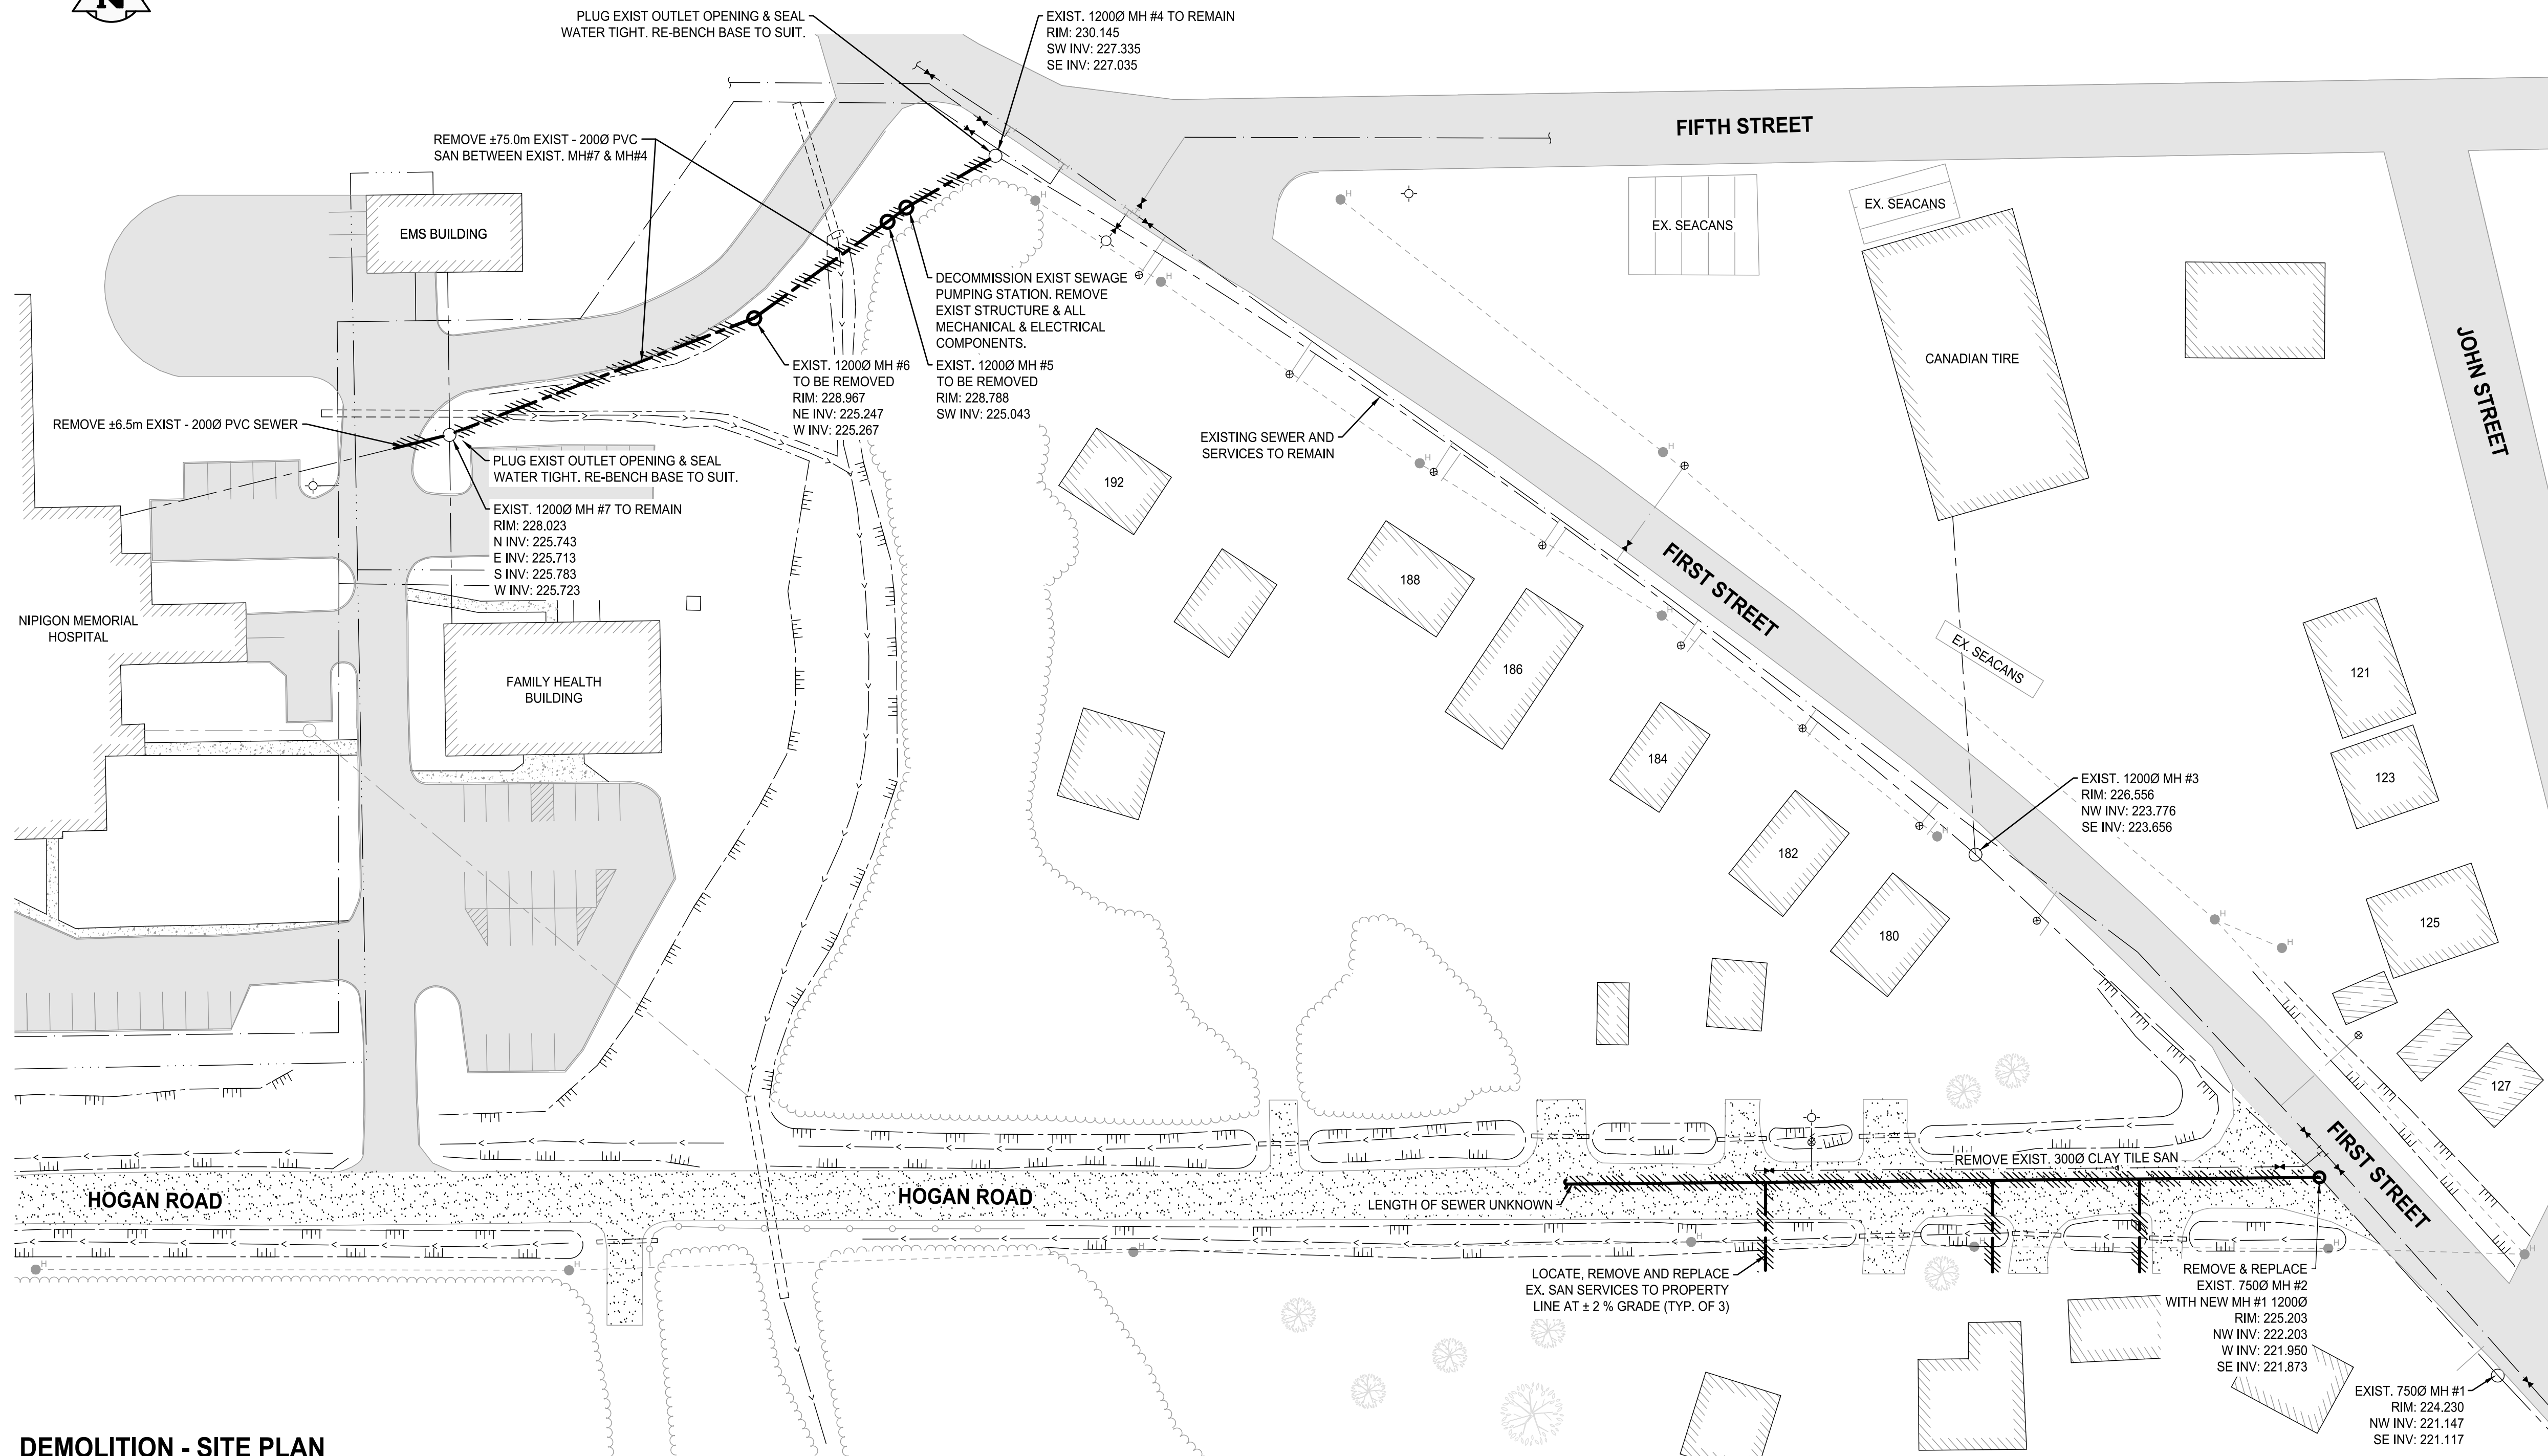 N
PLUG EXIST OUTLET OPENING & SEAL
WATER TIGHT. RE-BENCH BASE TO SUIT.
EXIST. 1200Ø MH #4 TO REMAIN
RIM: 230.145
SW INV: 227.335
SE INV: 227.035
FIFTH STREET
REMOVE ±75.0m EXIST - 200Ø PVC
SAN BETWEEN EXIST. MH#7 & MH#4
H
H
EX. SEACANS
EX. SEACANS
EMS BUILDING
DECOMMISSION EXIST SEWAGE
PUMPING STATION. REMOVE
EXIST STRUCTURE & ALL
MECHANICAL & ELECTRICAL
COMPONENTS.
H
CANADIAN TIRE
JOHN STREET
EXIST. 1200Ø MH #6
TO BE REMOVED
RIM: 228.967
NE INV: 225.247
W INV: 225.267
EXIST. 1200Ø MH #5
TO BE REMOVED
RIM: 228.788
SW INV: 225.043
REMOVE ±6.5m EXIST - 200Ø PVC SEWER
EXISTING SEWER AND
SERVICES TO REMAIN
H
H
PLUG EXIST OUTLET OPENING & SEAL
WATER TIGHT. RE-BENCH BASE TO SUIT.
192
EXIST. 1200Ø MH #7 TO REMAIN
RIM: 228.023
N INV: 225.743
E INV: 225.713
S INV: 225.783
W INV: 225.723
188
FIRST STREET
H
NIPIGON MEMORIAL
HOSPITAL
186
EX. SEACANS
121
FAMILY HEALTH
BUILDING
184
123
EXIST. 1200Ø MH #3
RIM: 226.556
NW INV: 223.776
SE INV: 223.656
H
182
180
H
125
H
127
FIRST STREET
REMOVE EXIST. 300Ø CLAY TILE SAN
HOGAN ROAD
HOGAN ROAD
LENGTH OF SEWER UNKNOWN
H
H
H
H
H
H
H
LOCATE, REMOVE AND REPLACE
EX. SAN SERVICES TO PROPERTY
LINE AT ± 2 % GRADE (TYP. OF 3)
REMOVE & REPLACE
EXIST. 750Ø MH #2
WITH NEW MH #1 1200Ø
RIM: 225.203
NW INV: 222.203
W INV: 221.950
SE INV: 221.873
EXIST. 750Ø MH #1
RIM: 224.230
NW INV: 221.147
SE INV: 221.117
DEMOLITION - SITE PLAN